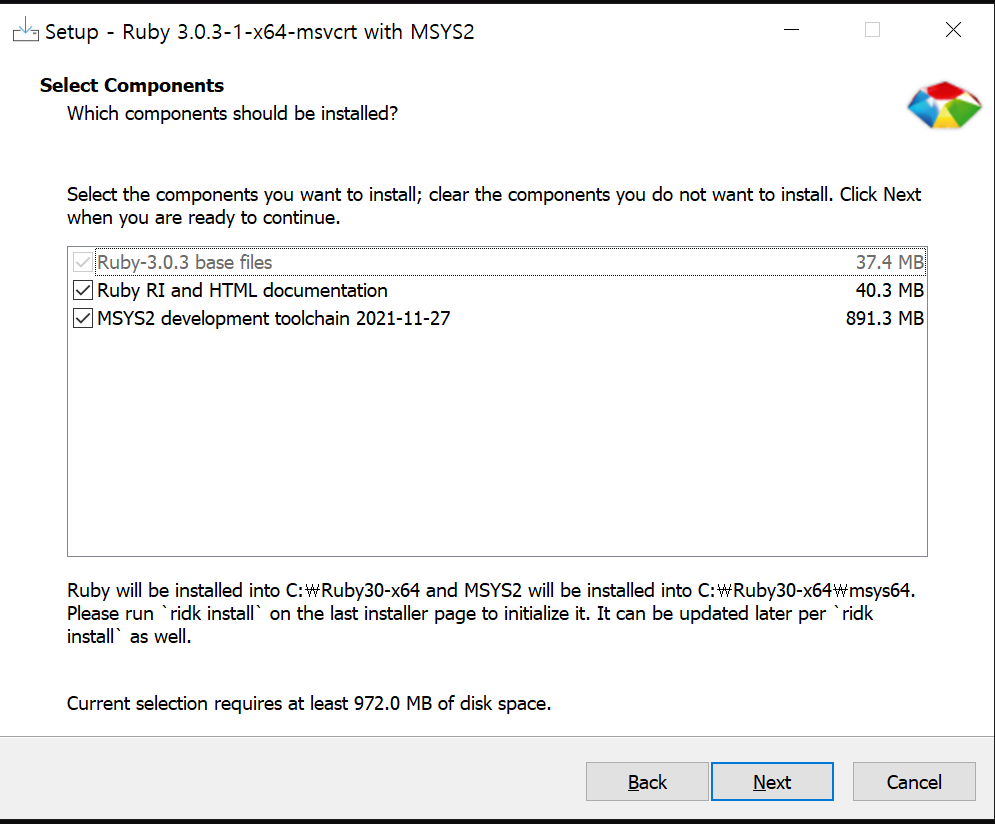 Setup - Ruby 3.0.3-1-x64-msvcrt with MSYS2
Select Components
Which components should be installed?
Select the components you want to install; clear the components you do not want to install. Click Next
when you are ready to continue.
Ruby-3.0.3 base files 37.4 MB
Ruby RI and HTML documentation 40.3 MB
MSYS2 development toolchain 2021-11-27 891.3 MB
Ruby will be installed into C:₩Ruby30-x64 and MSYS2 will be installed into C:₩Ruby30-x64₩msys64.
Please run `ridk install` on the last installer page to initialize it. It can be updated later per `ridk
install` as well.
Current selection requires at least 972.0 MB of disk space.
Back Next Cancel